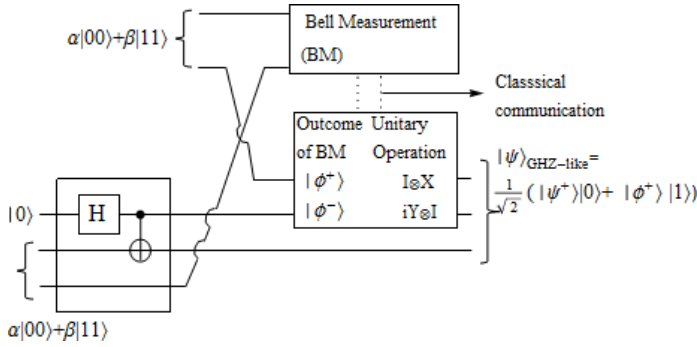 α|00⟩+β|11⟩
Bell Measurement
(BM)
Classsical
communication
Outcome Unitary
of BM Operation
|ϕ⁺⟩ I⊗X
|ϕ⁻⟩ iY⊗I
|ψ⟩GHZ−like=
1/√2 (|ψ⁺⟩|0⟩+ |ϕ⁺⟩ |1⟩)
|0⟩ H
α|00⟩+β|11⟩